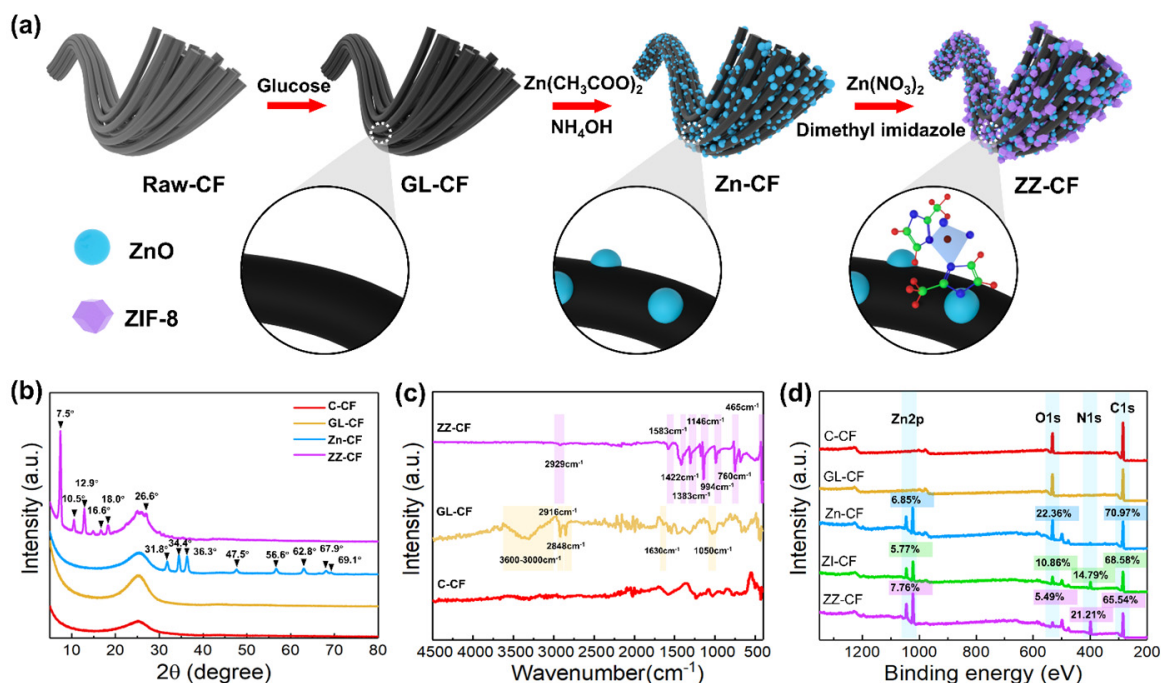 (a)
Glucose
Zn(CH₃COO)₂
NH₄OH
Zn(NO₃)₂
Dimethyl imidazole
Raw-CF
GL-CF
Zn-CF
ZZ-CF
ZnO
ZIF-8
(b)
7.5°
10.5°
12.9°
16.6°
18.0°
26.6°
31.8°
34.4°
36.3°
47.5°
56.6°
62.8°
67.9°
69.1°
C-CF
GL-CF
Zn-CF
ZZ-CF
Intensity (a.u.)
10 20 30 40 50 60 70 80
2θ (degree)
(c)
ZZ-CF
2929cm⁻¹
1583cm⁻¹
1422cm⁻¹
1383cm⁻¹
1146cm⁻¹
994cm⁻¹
760cm⁻¹
465cm⁻¹
GL-CF
3600-3000cm⁻¹
2916cm⁻¹
2848cm⁻¹
1630cm⁻¹
1050cm⁻¹
C-CF
Intensity (a.u.)
4500 4000 3500 3000 2500 2000 1500 1000 500
Wavenumber(cm⁻¹)
(d)
Zn2p
O1s
N1s
C1s
C-CF
GL-CF
Zn-CF
6.85%
22.36%
70.97%
ZI-CF
5.77%
10.86%
14.79%
68.58%
ZZ-CF
7.76%
5.49%
21.21%
65.54%
Intensity (a.u.)
1200 1000 800 600 400 200
Binding energy (eV)